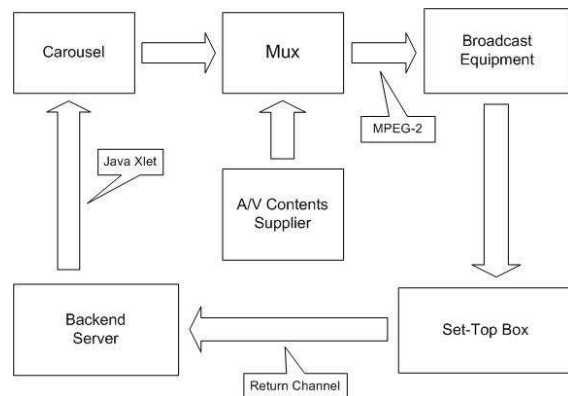 Carousel
Mux
Broadcast
Equipment
MPEG-2
Java Xlet
A/V Contents
Supplier
Backend
Server
Set-Top Box
Return Channel